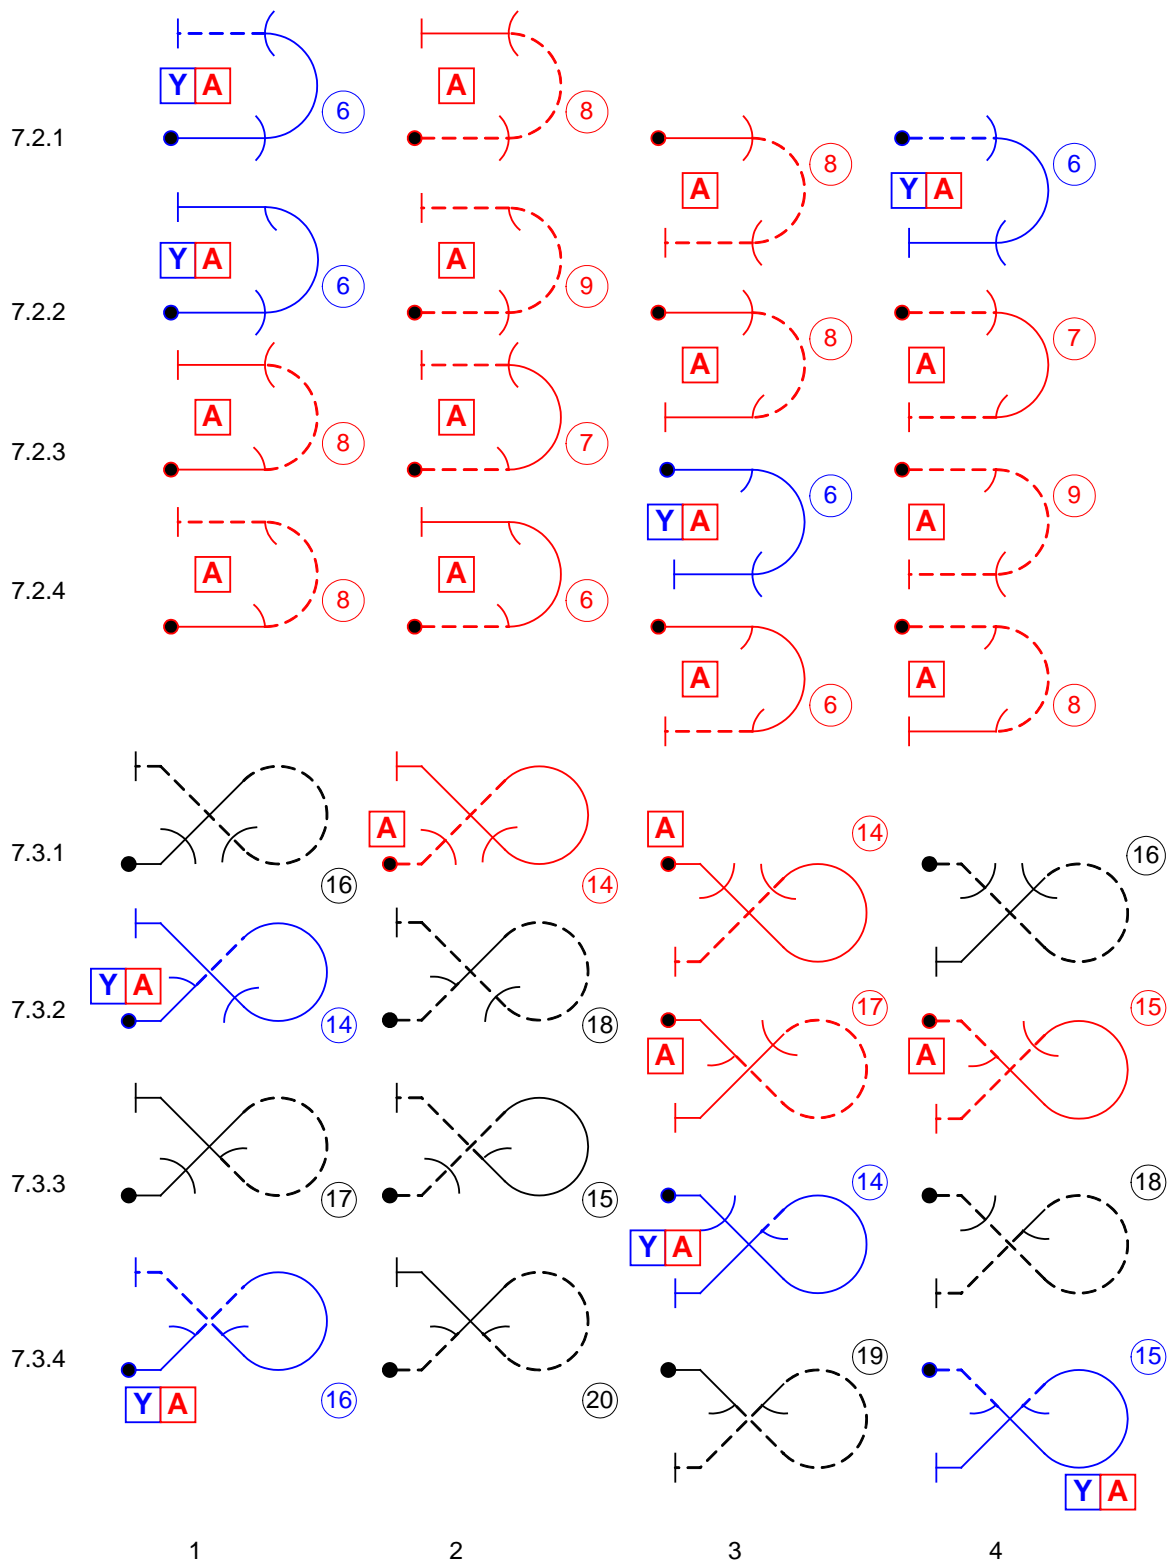 Y A 6 A 8
7.2.1 A 8 Y A 6
Y A 6 A 9
7.2.2 A 8 A 7
A 8 A 7
7.2.3 Y A 6 A 9
A 8 A 6
7.2.4 A 6 A 8
7.3.1 16 A 14 A 14 16
7.3.2 Y A 14 18 A 17 A 15
7.3.3 17 15 Y A 14 18
7.3.4 Y A 16 20 19 Y A 15
1 2 3 4